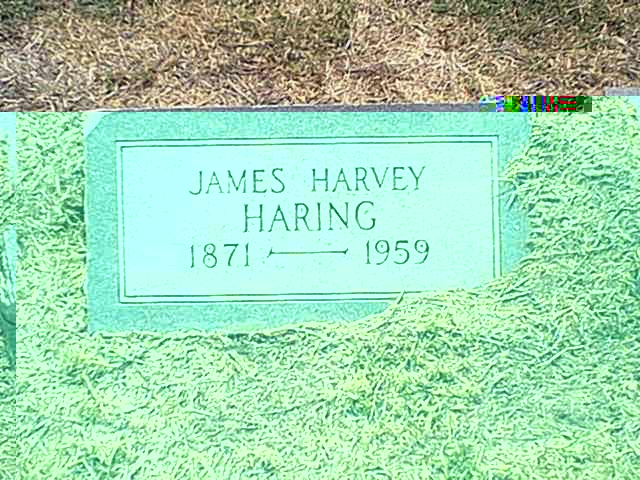 JAMES HARVEY
HARING
1871 — 1959